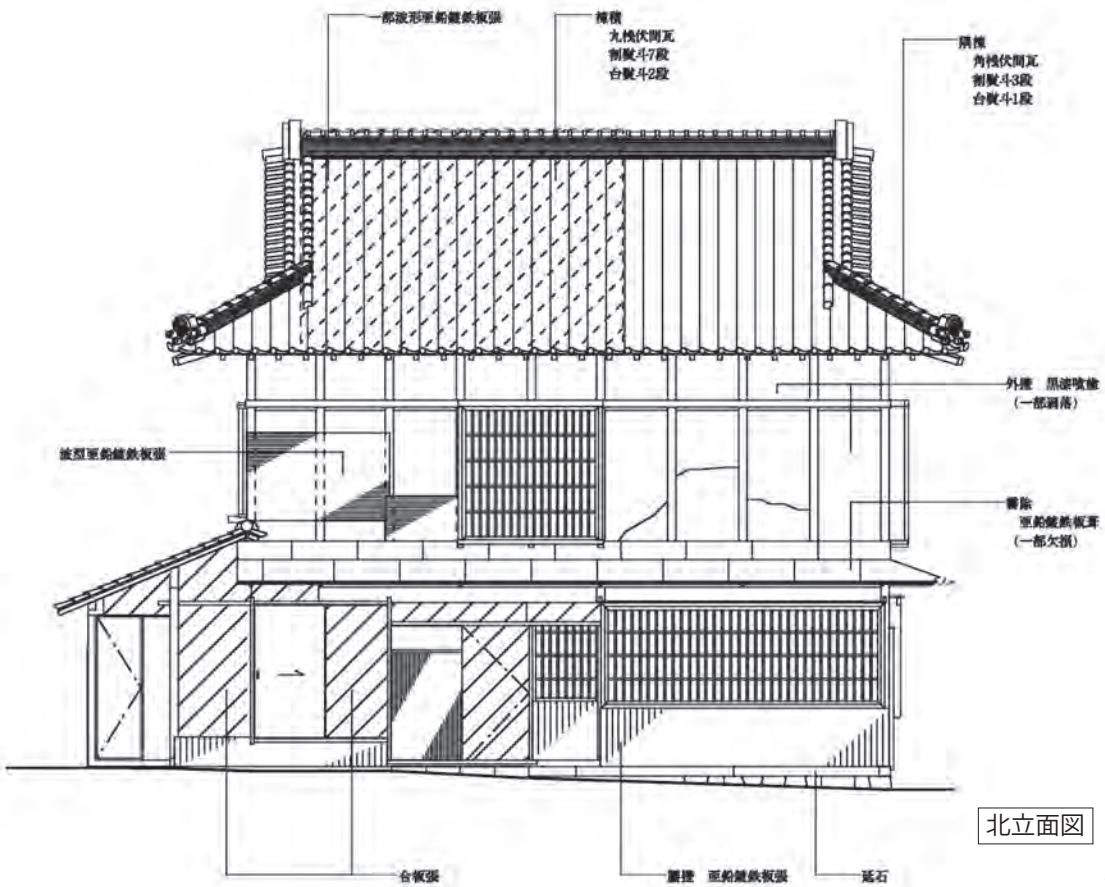 一部波形亜鉛鍍鉄板張
棟積
丸桟伏間瓦
割熨斗7段
台熨斗2段
隅棟
角桟伏間瓦
割熨斗3段
台熨斗1段
外壁 黒漆喰塗
(一部剥落)
波型亜鉛鍍鉄板張
霧除
亜鉛鍍鉄板葺
(一部欠損)
北立面図
合板張
腰壁 亜鉛鍍鉄板張
延石